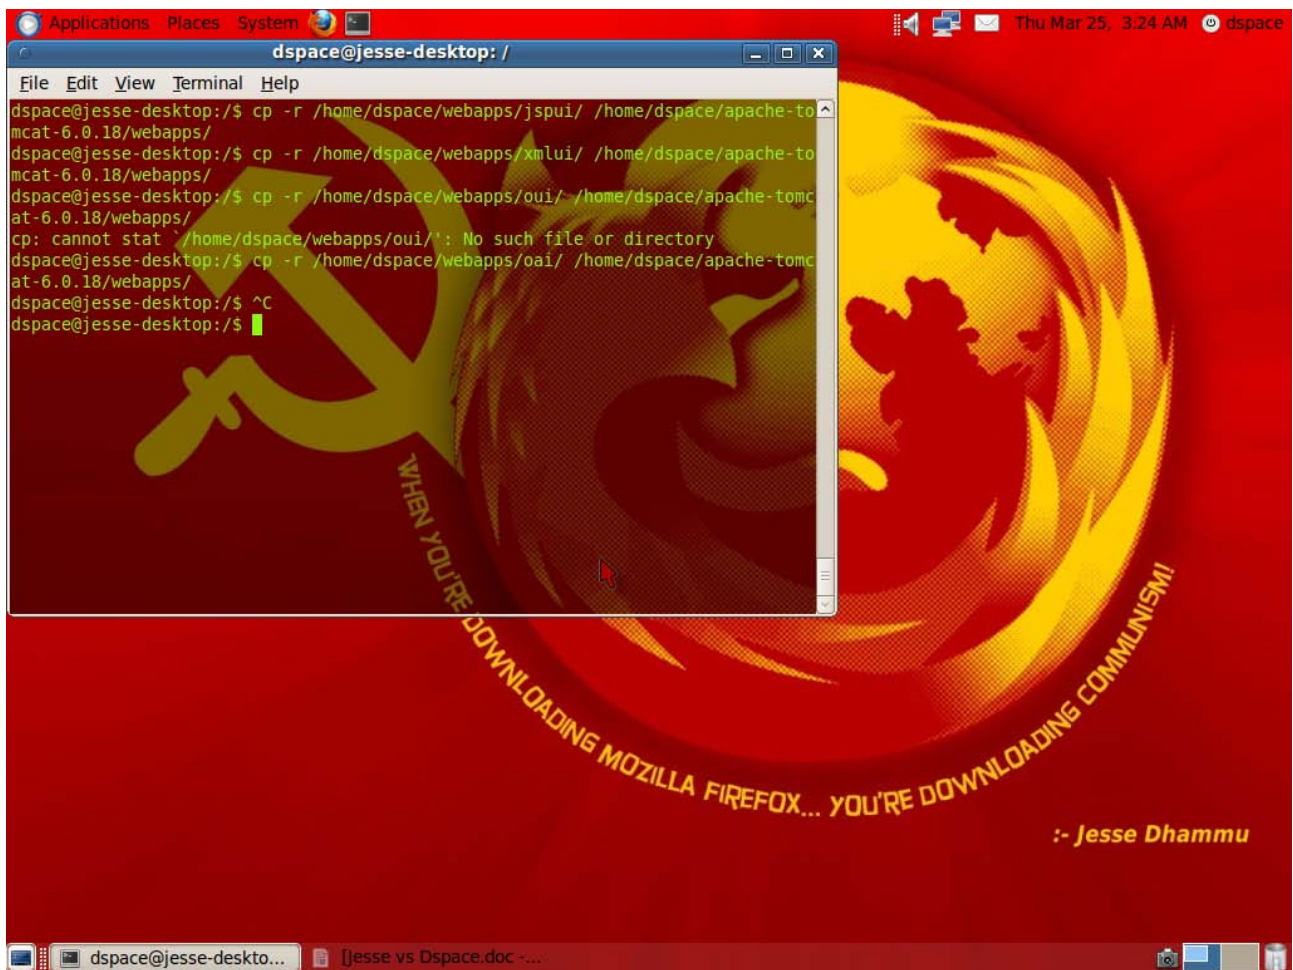 Applications Places System Thu Mar 25, 3:24 AM dspace
dspace@jesse-desktop: /
File Edit View Terminal Help
dspace@jesse-desktop:/$ cp -r /home/dspace/webapps/jspui/ /home/dspace/apache-to
mcat-6.0.18/webapps/
dspace@jesse-desktop:/$ cp -r /home/dspace/webapps/xmlui/ /home/dspace/apache-to
mcat-6.0.18/webapps/
dspace@jesse-desktop:/$ cp -r /home/dspace/webapps/oui/ /home/dspace/apache-tomc
at-6.0.18/webapps/
cp: cannot stat `/home/dspace/webapps/oui/': No such file or directory
dspace@jesse-desktop:/$ cp -r /home/dspace/webapps/oai/ /home/dspace/apache-tomc
at-6.0.18/webapps/
dspace@jesse-desktop:/$ ^C
dspace@jesse-desktop:/$
WHEN YOU'RE DOWNLOADING MOZILLA FIREFOX... YOU'RE DOWNLOADING COMMUNISM!
:- Jesse Dhammu
dspace@jesse-deskto... [Jesse vs Dspace.doc -...